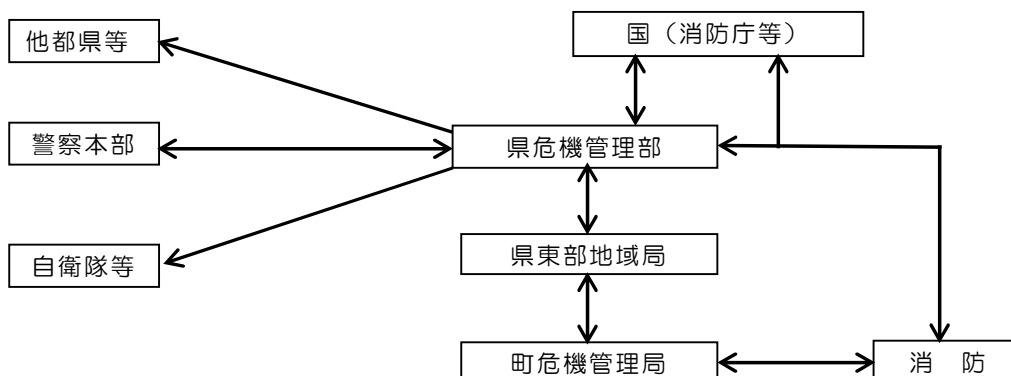 他都県等
国（消防庁等）
警察本部
県危機管理部
自衛隊等
県東部地域局
町危機管理局
消　防